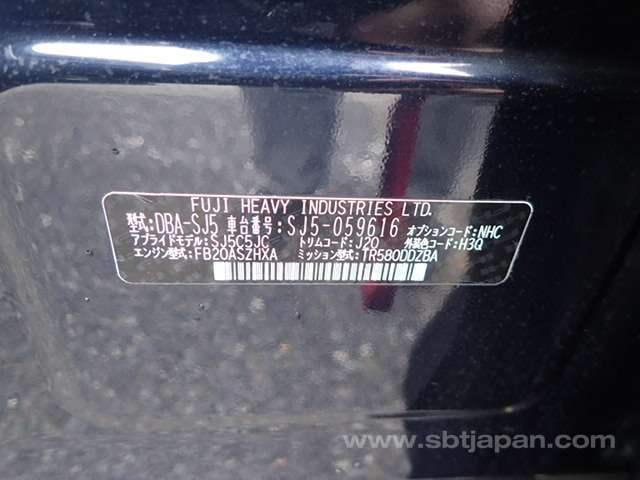 FUJI HEAVY INDUSTRIES LTD.
型式:DBA-SJ5 車台番号:SJ5-059616 オプションコード:NHC
アプライドモデル:SJ5C5JC トリムコード:J20 外装色コード:H3Q
エンジン型式:FB20ASZHXA ミッション型式:TR580DDZBA
www.sbtjapan.com